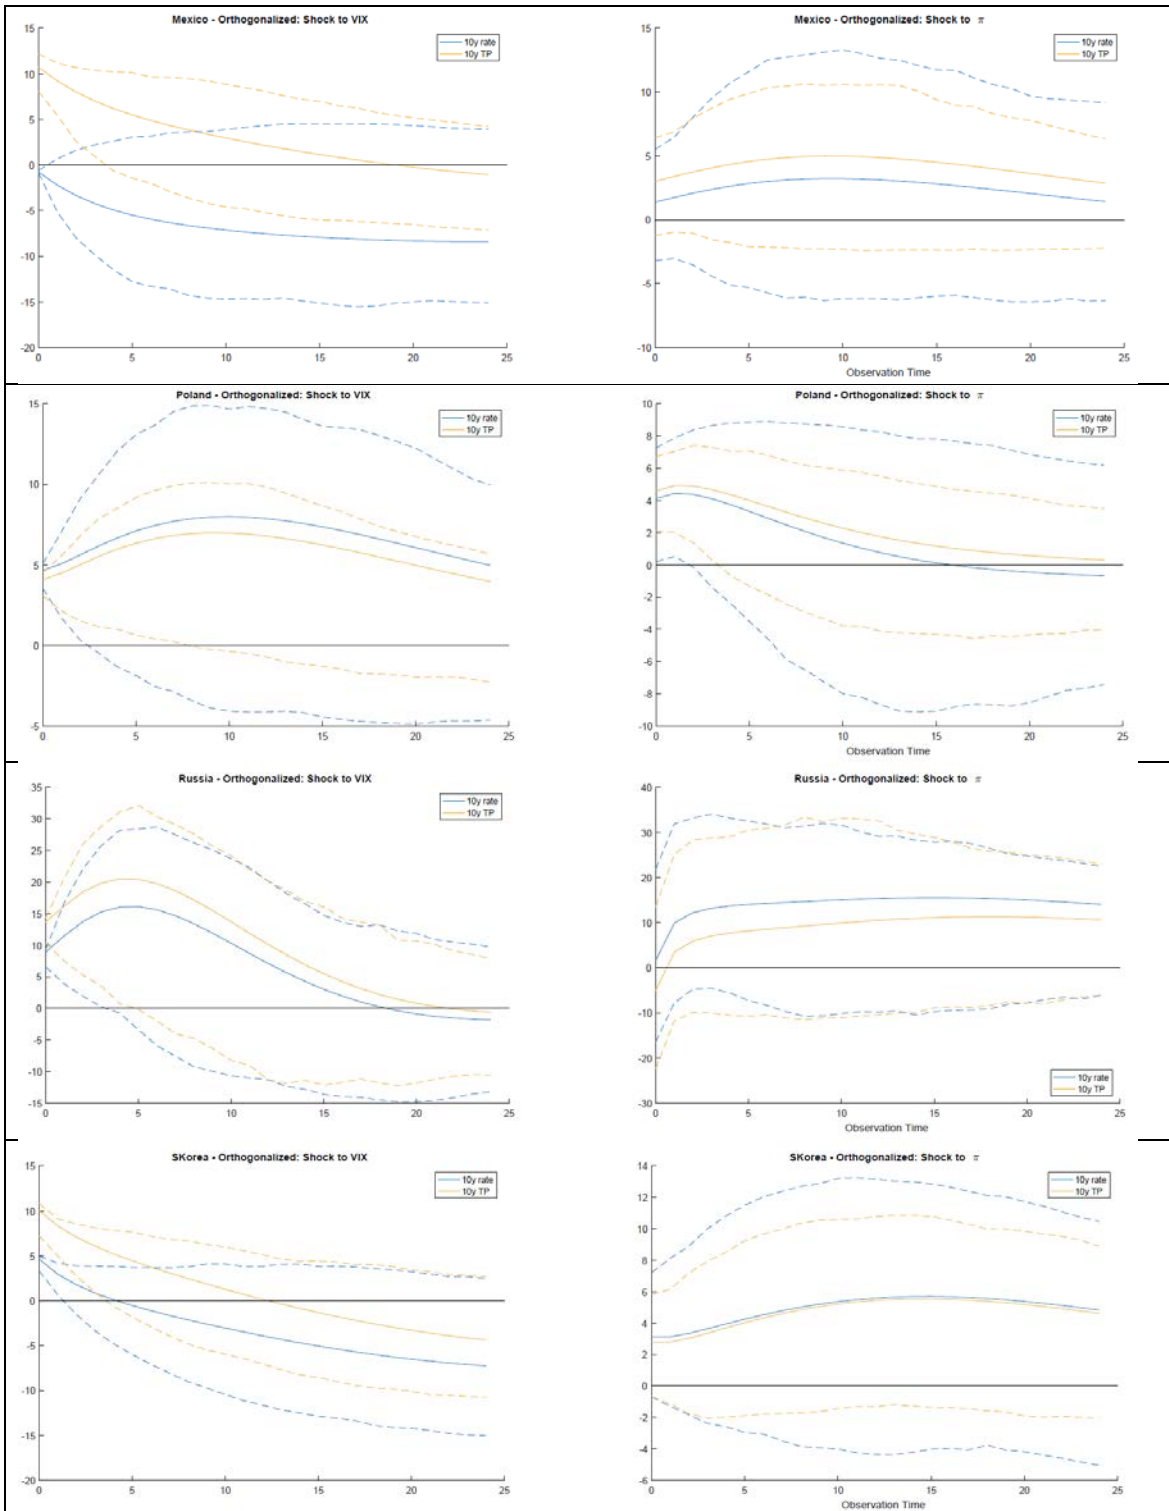 Mexico - Orthogonalized: Shock to VIX
15
10
5
0
-5
-10
-15
-20
0 5 10 15 20 25
10y rate
10y TP
Mexico - Orthogonalized: Shock to π
15
10
5
0
-5
-10
0 5 10 15 20 25
Observation Time
10y rate
10y TP
Poland - Orthogonalized: Shock to VIX
15
10
5
0
-5
0 5 10 15 20 25
10y rate
10y TP
Poland - Orthogonalized: Shock to π
10
8
6
4
2
0
-2
-4
-6
-8
-10
0 5 10 15 20 25
Observation Time
10y rate
10y TP
Russia - Orthogonalized: Shock to VIX
35
30
25
20
15
10
5
0
-5
-10
-15
0 5 10 15 20 25
10y rate
10y TP
Russia - Orthogonalized: Shock to π
40
30
20
10
0
-10
-20
-30
0 5 10 15 20 25
Observation Time
10y rate
10y TP
SKorea - Orthogonalized: Shock to VIX
15
10
5
0
-5
-10
-15
-20
0 5 10 15 20 25
10y rate
10y TP
SKorea - Orthogonalized: Shock to π
14
12
10
8
6
4
2
0
-2
-4
-6
0 5 10 15 20 25
Observation Time
10y rate
10y TP